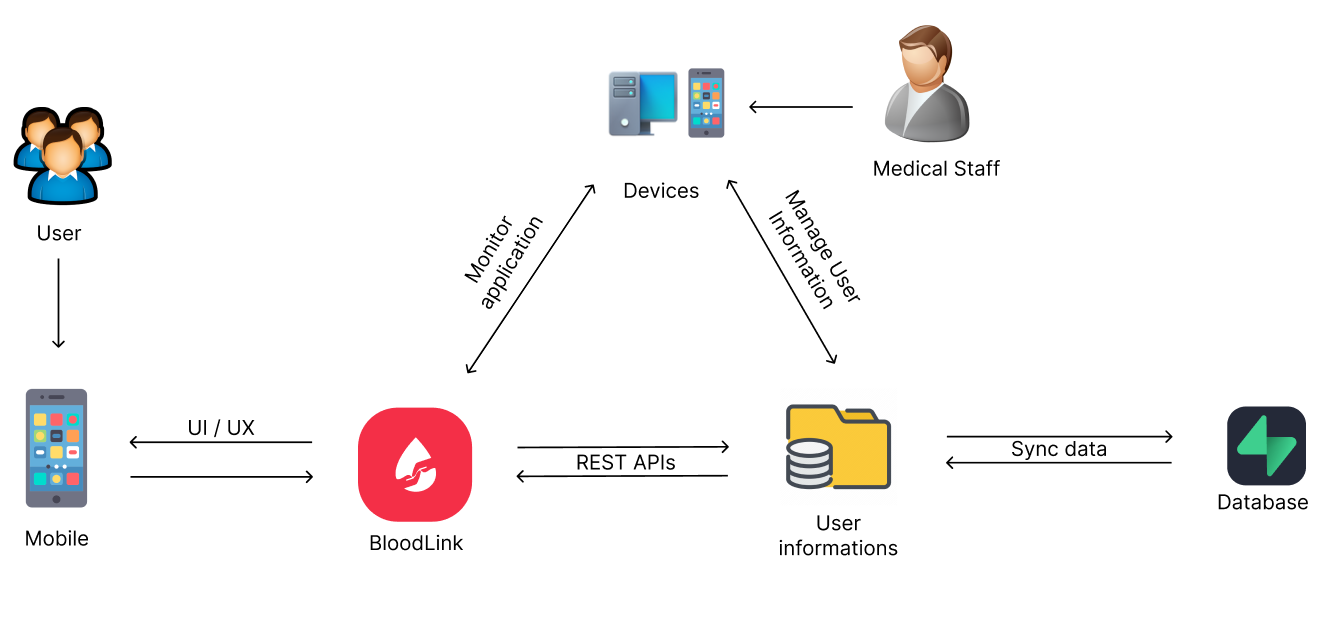 Medical Staff
Devices
User
Monitor
application
Manage User
Information
UI / UX
REST APIs
Sync data
Mobile
BloodLink
User
informations
Database